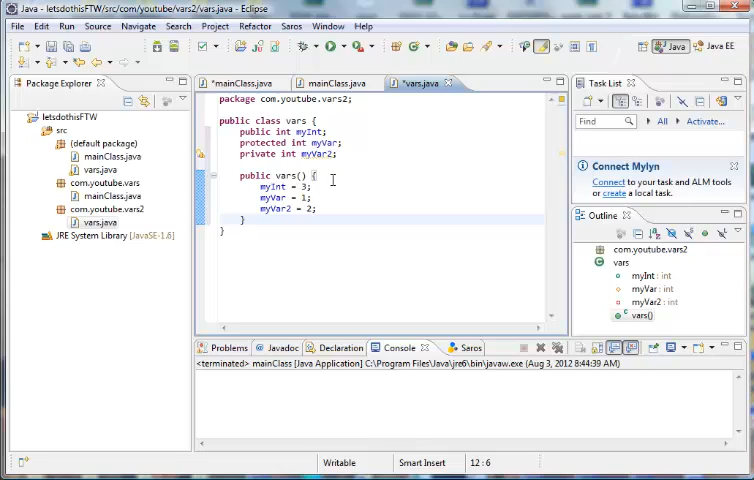 Java - letsdothisFTW/src/com/youtube/vars2/vars.java - Eclipse
File Edit Run Source Navigate Search Project Refactor Saros Window Help
Java Java EE
Package Explorer
*mainClass.java mainClass.java *vars.java
Task List
letsdothisFTW
src
(default package)
mainClass.java
vars.java
com.youtube.vars
mainClass.java
com.youtube.vars2
vars.java
JRE System Library [JavaSE-1.6]
package com.youtube.vars2;
public class vars {
public int myInt;
protected int myVar;
private int myVar2;
public vars() {
myInt = 3;
myVar = 1;
myVar2 = 2;
}
}
Find All Activate...
Connect Mylyn
Connect to your task and ALM tools
or create a local task.
Outline
com.youtube.vars2
vars
myInt : int
myVar : int
myVar2 : int
vars()
Problems Javadoc Declaration Console Saros
<terminated> mainClass [Java Application] C:\Program Files\Java\jre6\bin\javaw.exe (Aug 3, 2012 8:44:39 AM)
Writable Smart Insert 12 : 6